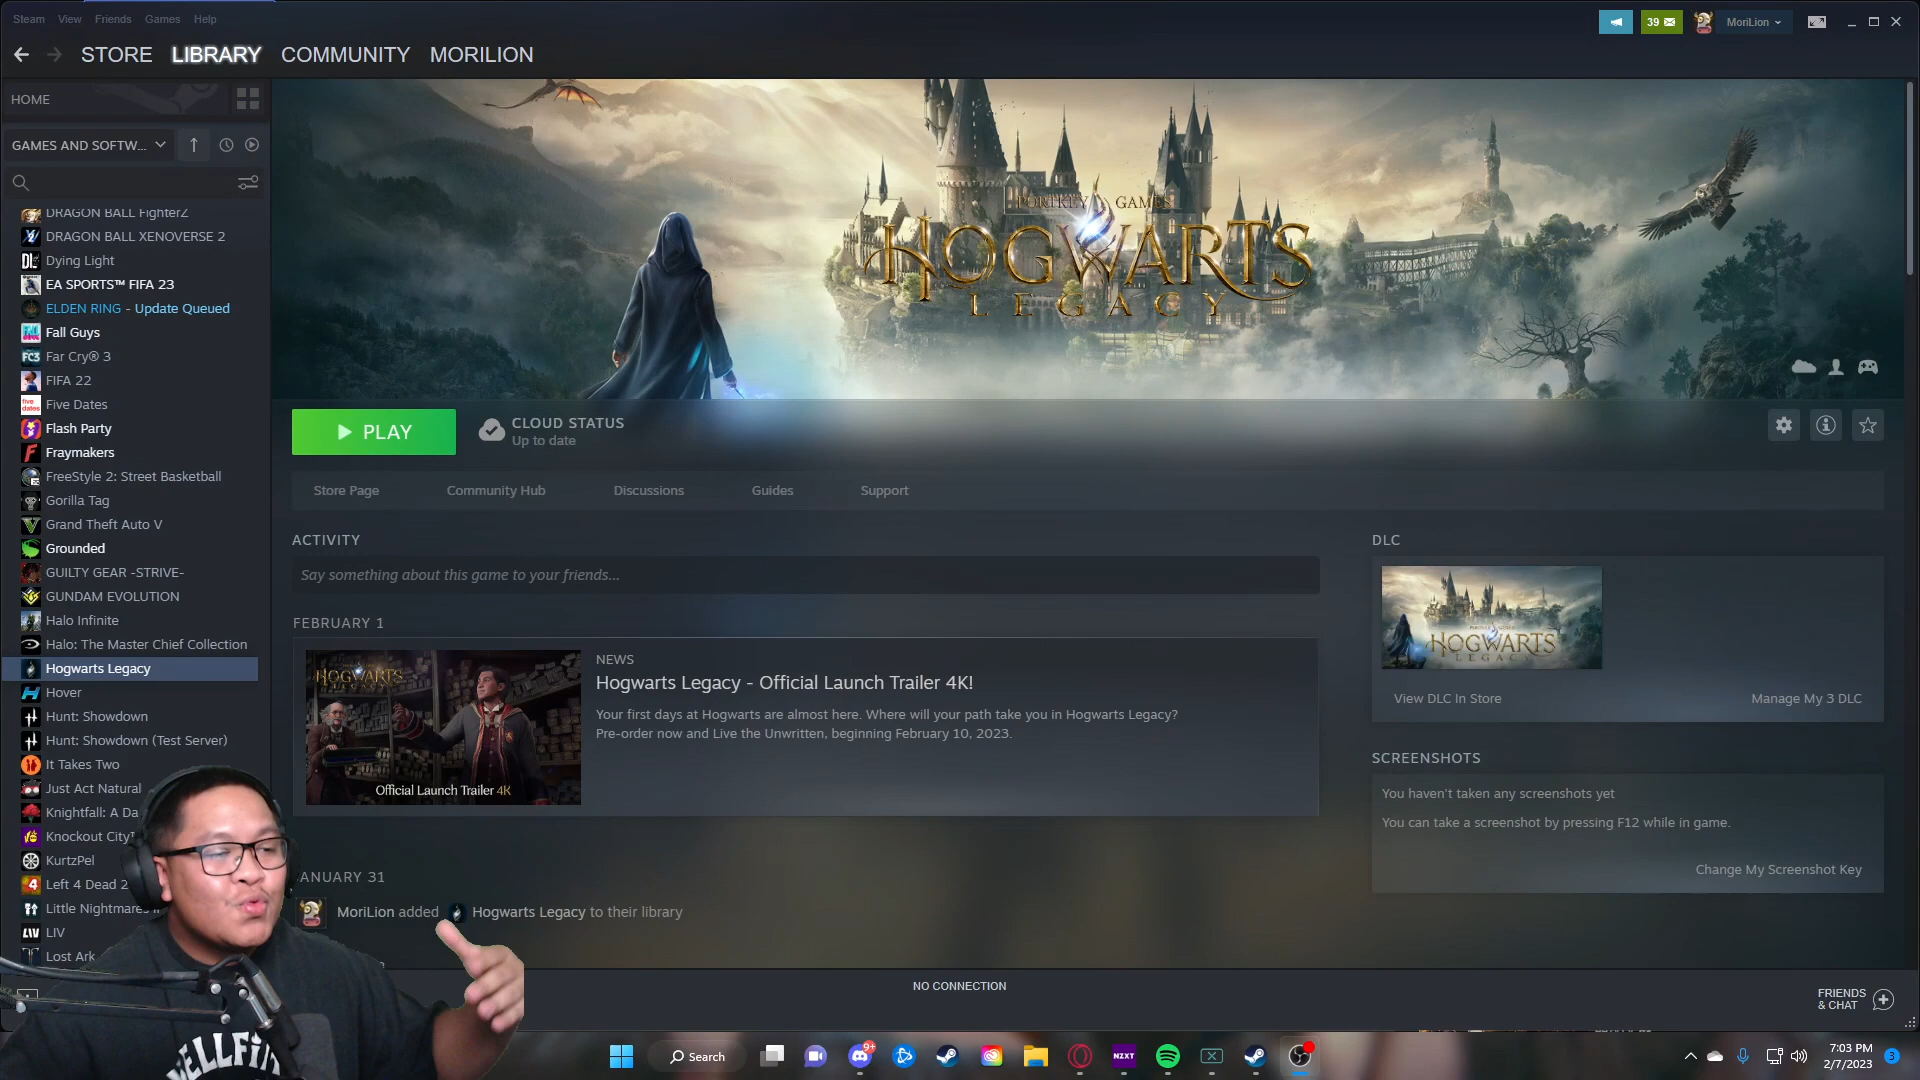 Steam View Friends Games Help
39
MoriLion
STORE LIBRARY COMMUNITY MORILION
HOME
GAMES AND SOFTW...
DRAGON BALL FighterZ
DRAGON BALL XENOVERSE 2
Dying Light
EA SPORTS™ FIFA 23
ELDEN RING - Update Queued
Fall Guys
Far Cry® 3
FIFA 22
Five Dates
Flash Party
Fraymakers
FreeStyle 2: Street Basketball
Gorilla Tag
Grand Theft Auto V
Grounded
GUILTY GEAR -STRIVE-
GUNDAM EVOLUTION
Halo Infinite
Halo: The Master Chief Collection
Hogwarts Legacy
Hover
Hunt: Showdown
Hunt: Showdown (Test Server)
It Takes Two
Just Act Natural
Knightfall: A Da
Knockout City
KurtzPel
Left 4 Dead 2
Little Nightmares II
LIV
Lost Ark
PORTKEY GAMES
HOGWARTS
LEGACY
PLAY
CLOUD STATUS
Up to date
Store Page Community Hub Discussions Guides Support
ACTIVITY
Say something about this game to your friends...
FEBRUARY 1
HOGWARTS
LEGACY
Official Launch Trailer 4K
NEWS
Hogwarts Legacy - Official Launch Trailer 4K!
Your first days at Hogwarts are almost here. Where will your path take you in Hogwarts Legacy?
Pre-order now and Live the Unwritten, beginning February 10, 2023.
ANUARY 31
MoriLion added Hogwarts Legacy to their library
DLC
HOGWARTS
LEGACY
View DLC In Store Manage My 3 DLC
SCREENSHOTS
You haven't taken any screenshots yet
You can take a screenshot by pressing F12 while in game.
Change My Screenshot Key
NO CONNECTION
FRIENDS
& CHAT
Search
9+
NZXT
7:03 PM
2/7/2023
3